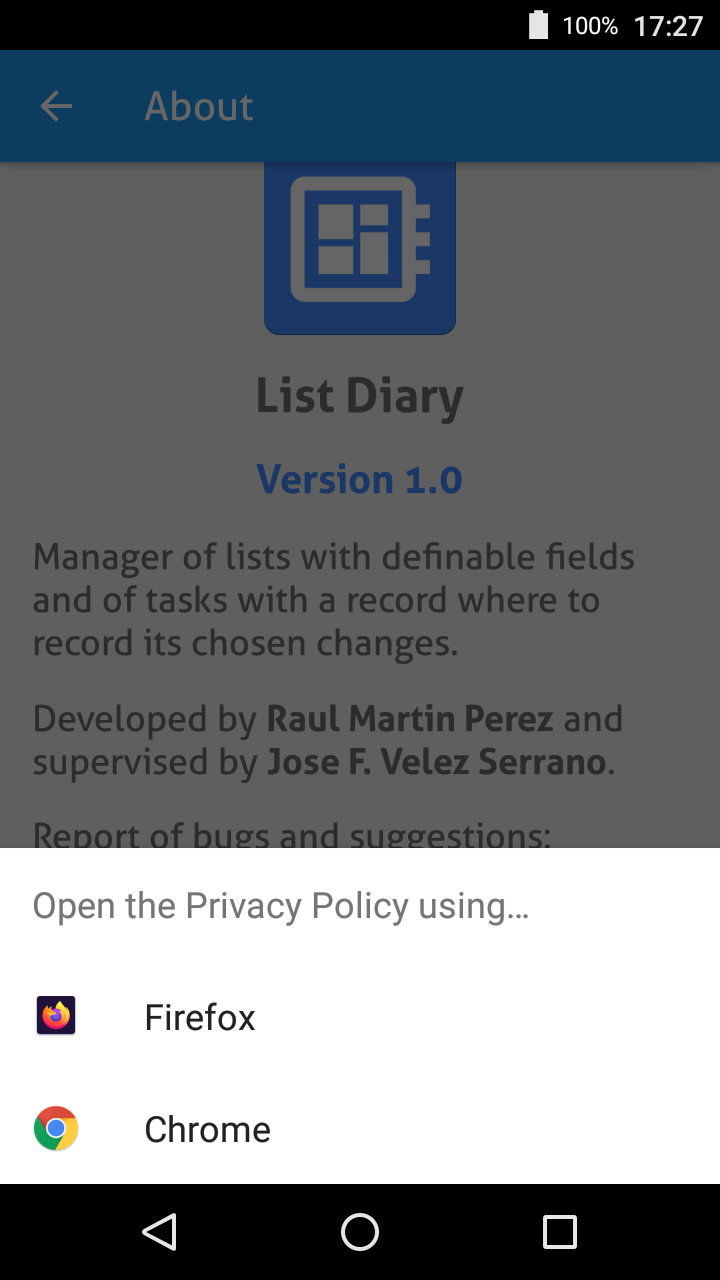 100% 17:27
About
List Diary
Version 1.0
Manager of lists with definable fields
and of tasks with a record where to
record its chosen changes.
Developed by Raul Martin Perez and
supervised by Jose F. Velez Serrano.
Report of bugs and suggestions:
Open the Privacy Policy using...
Firefox
Chrome